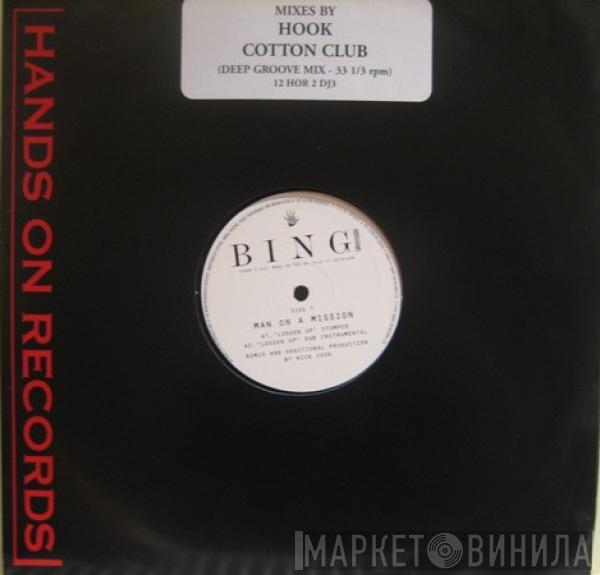 MIXES BY
HOOK
COTTON CLUB
(DEEP GROOVE MIX - 33 1/3 rpm)
12 HOR 2 DJ3
HANDS ON RECORDS
BING
SIDE 1
MAN ON A MISSION
A1. "LOOSEN UP" STOMPER
A2. "LOOSEN UP" DUB INSTRUMENTAL
REMIX AND ADDITIONAL PRODUCTION
BY NICK COOK
МАРКЕТ ВИНИЛА